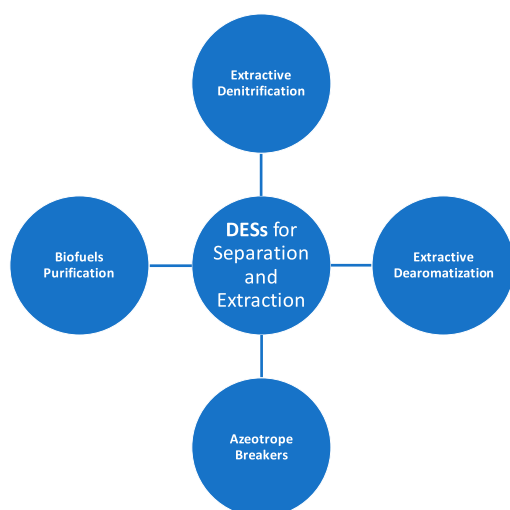 Extractive
Denitrification
Biofuels
Purification
DESs for
Separation
and
Extraction
Extractive
Dearomatization
Azeotrope
Breakers